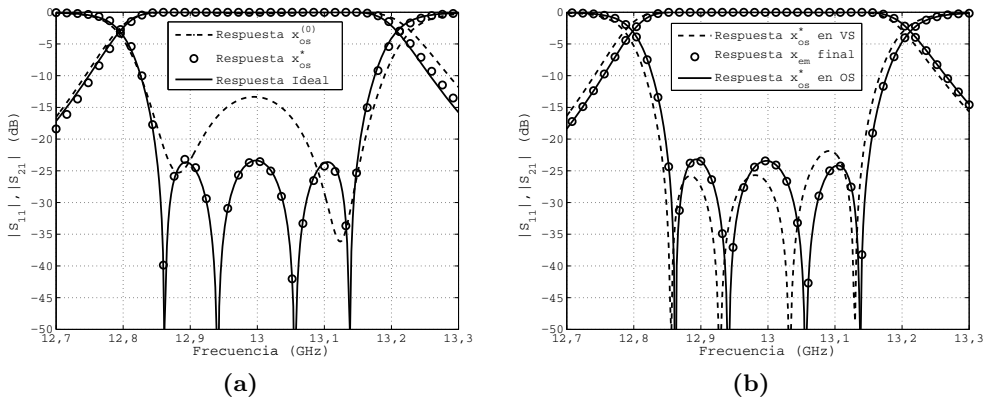 0
−5
−10
−15
−20
−25
−30
−35
−40
−45
−50
|S11|,|S21| (dB)
Respuesta x_os^(0)
Respuesta x_os^*
Respuesta Ideal
12,7 12,8 12,9 13 13,1 13,2 13,3
Frecuencia (GHz)
(a)
0
−5
−10
−15
−20
−25
−30
−35
−40
−45
−50
|S11|,|S21| (dB)
Respuesta x_os^* en VS
Respuesta x_em final
Respuesta x_os^* en OS
12,7 12,8 12,9 13 13,1 13,2 13,3
Frecuencia (GHz)
(b)